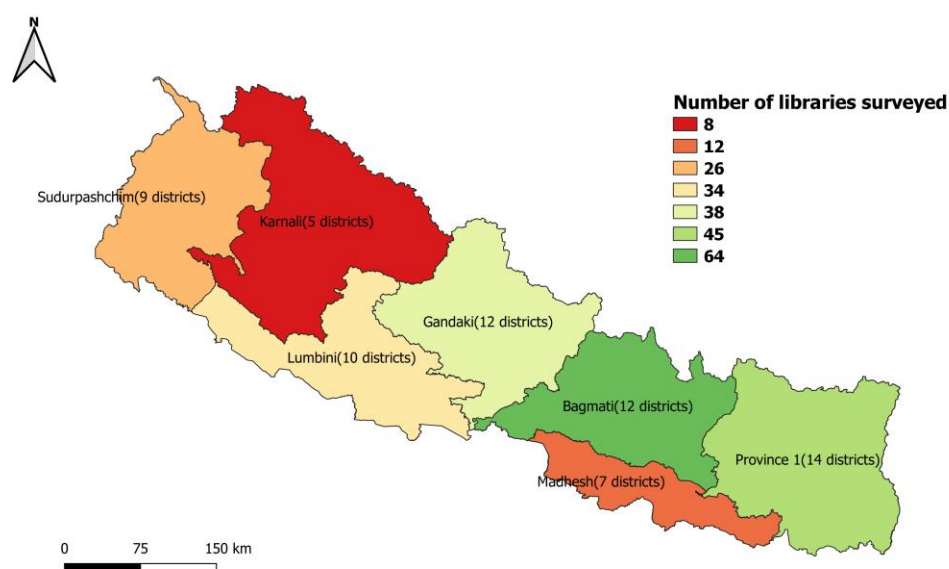 N
Number of libraries surveyed
8
12
26
34
38
45
64
Sudurpashchim(9 districts)
Karnali(5 districts)
Gandaki(12 districts)
Lumbini(10 districts)
Bagmati(12 districts)
Province 1(14 districts)
Madhesh(7 districts)
0 75 150 km